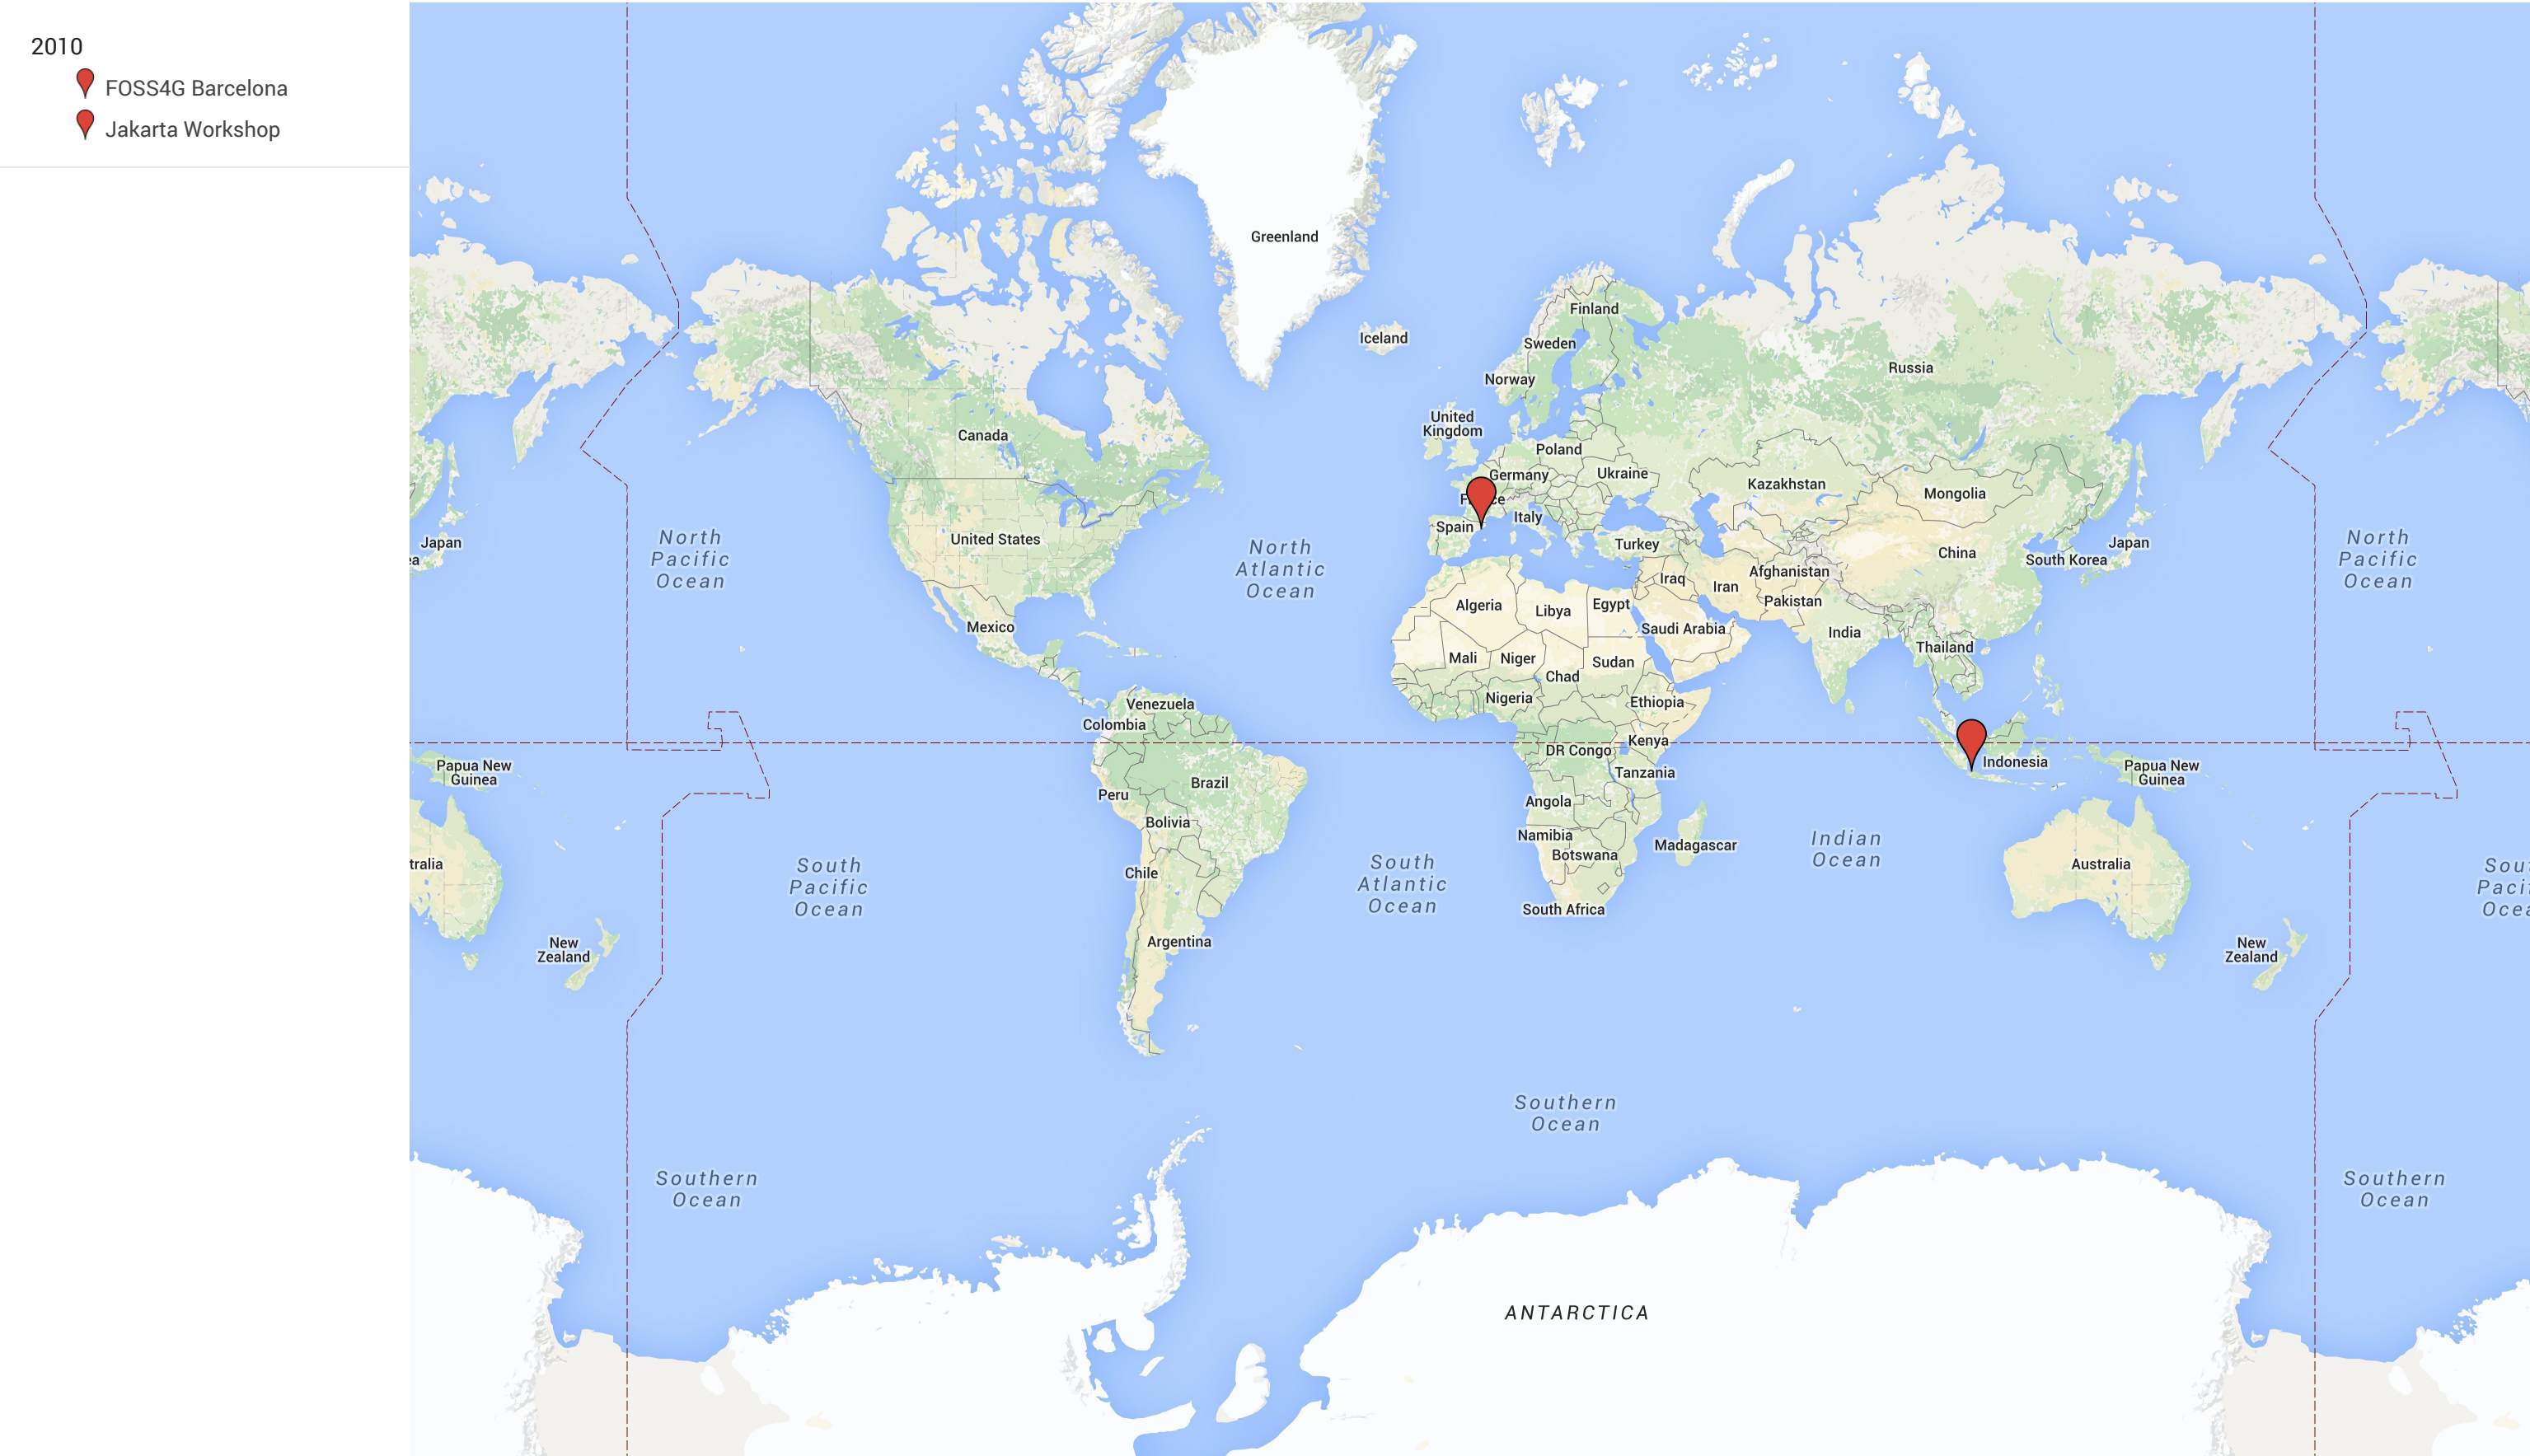 2010
FOSS4G Barcelona
Jakarta Workshop
Greenland
Iceland
Finland
Sweden
Norway
Russia
United
Kingdom
Canada
Poland
Germany
Ukraine
Kazakhstan
Mongolia
Spain
Italy
United States
Turkey
China
South Korea
Japan
Japan
North
Pacific
Ocean
North
Atlantic
Ocean
North
Pacific
Ocean
Iraq
Iran
Afghanistan
Pakistan
Algeria
Libya
Egypt
Saudi Arabia
India
Mexico
Thailand
Mali
Niger
Chad
Sudan
Nigeria
Ethiopia
Venezuela
Colombia
DR Congo
Kenya
Tanzania
Indonesia
Papua New
Guinea
Papua New
Guinea
Brazil
Peru
Angola
Bolivia
Namibia
Botswana
Madagascar
Indian
Ocean
tralia
Australia
South
Pacific
Ocean
Chile
South
Atlantic
Ocean
South Africa
Argentina
New
Zealand
New
Zealand
Southern
Ocean
Southern
Ocean
Southern
Ocean
ANTARCTICA